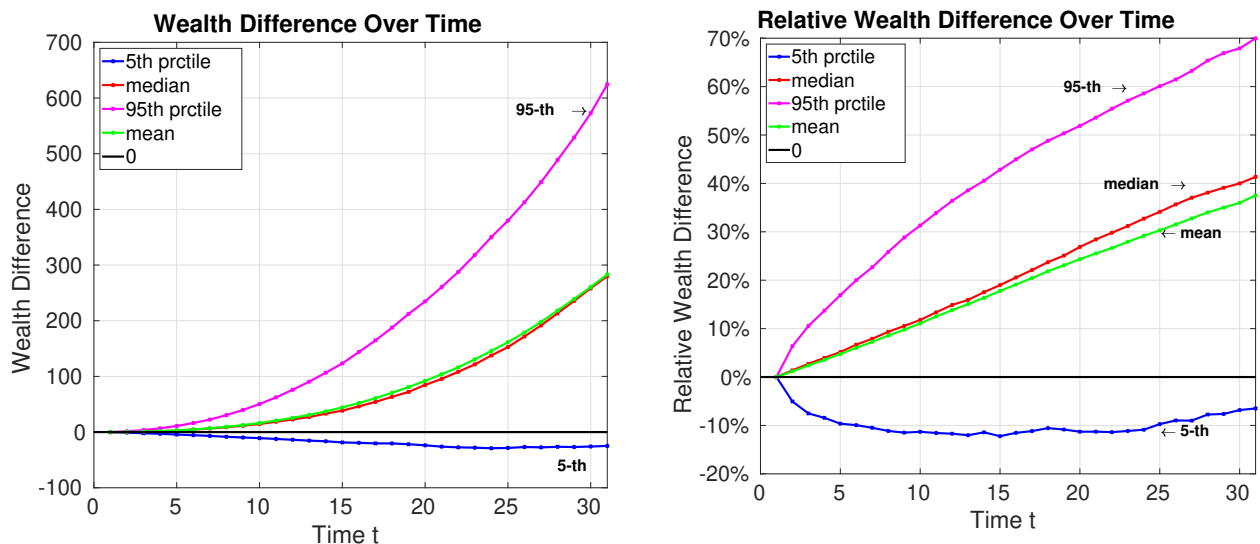 Wealth Difference Over Time
700
600
500
400
300
200
100
0
-100
Wealth Difference
5th prctile
median
95th prctile
mean
0
95-th →
5-th
0
5
10
15
20
25
30
Time t
Relative Wealth Difference Over Time
70%
60%
50%
40%
30%
20%
10%
0%
-10%
-20%
Relative Wealth Difference
5th prctile
median
95th prctile
mean
0
95-th →
median →
← mean
← 5-th
0
5
10
15
20
25
30
Time t